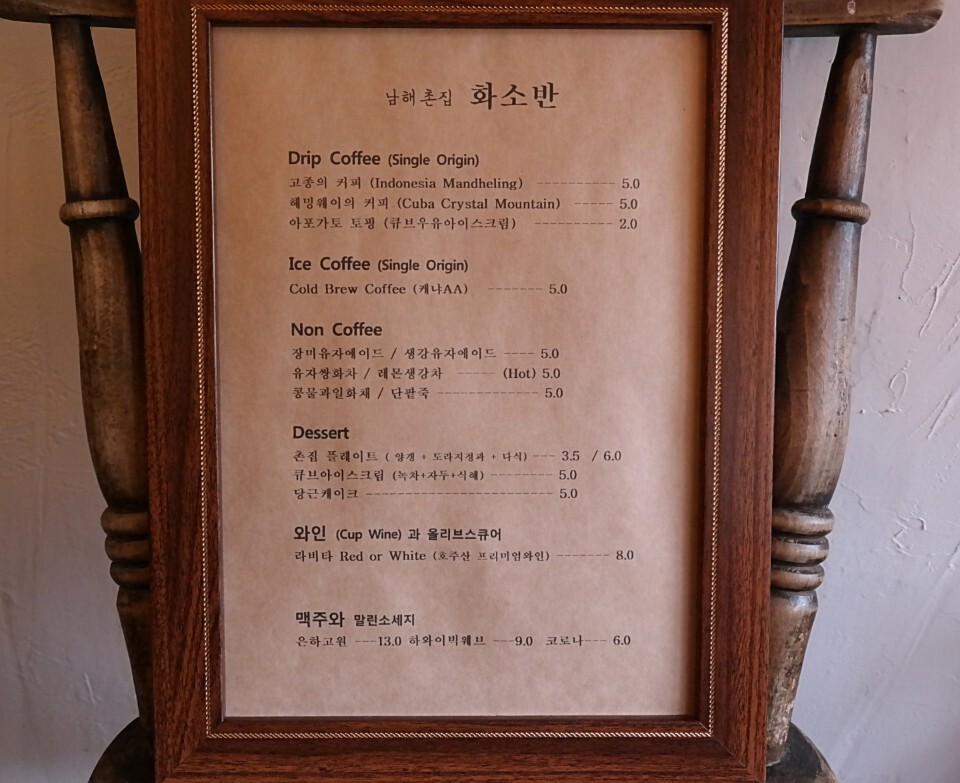 남해촌집 화소반
Drip Coffee (Single Origin)
고종의 커피 (Indonesia Mandheling) ---------- 5.0
헤밍웨이의 커피 (Cuba Crystal Mountain) ----- 5.0
아포가토 토핑 (큐브우유아이스크림) ---------- 2.0
Ice Coffee (Single Origin)
Cold Brew Coffee (케냐AA) ------- 5.0
Non Coffee
장미유자에이드 / 생강유자에이드 ---- 5.0
유자쌍화차 / 레몬생강차 ----- (Hot) 5.0
콩물과일화채 / 단팥죽 ------------- 5.0
Dessert
촌집 플레이트 ( 양갱 + 도라지정과 + 다식) --- 3.5 / 6.0
큐브아이스크림 (녹차+자두+식혜) -------- 5.0
당근케이크 ------------------------ 5.0
와인 (Cup Wine) 과 올리브스큐어
라비타 Red or White (호주산 프리미엄와인) ------- 8.0
맥주와 말린소세지
은하고원 ---13.0 하와이빅웨브 ---9.0 코로나--- 6.0